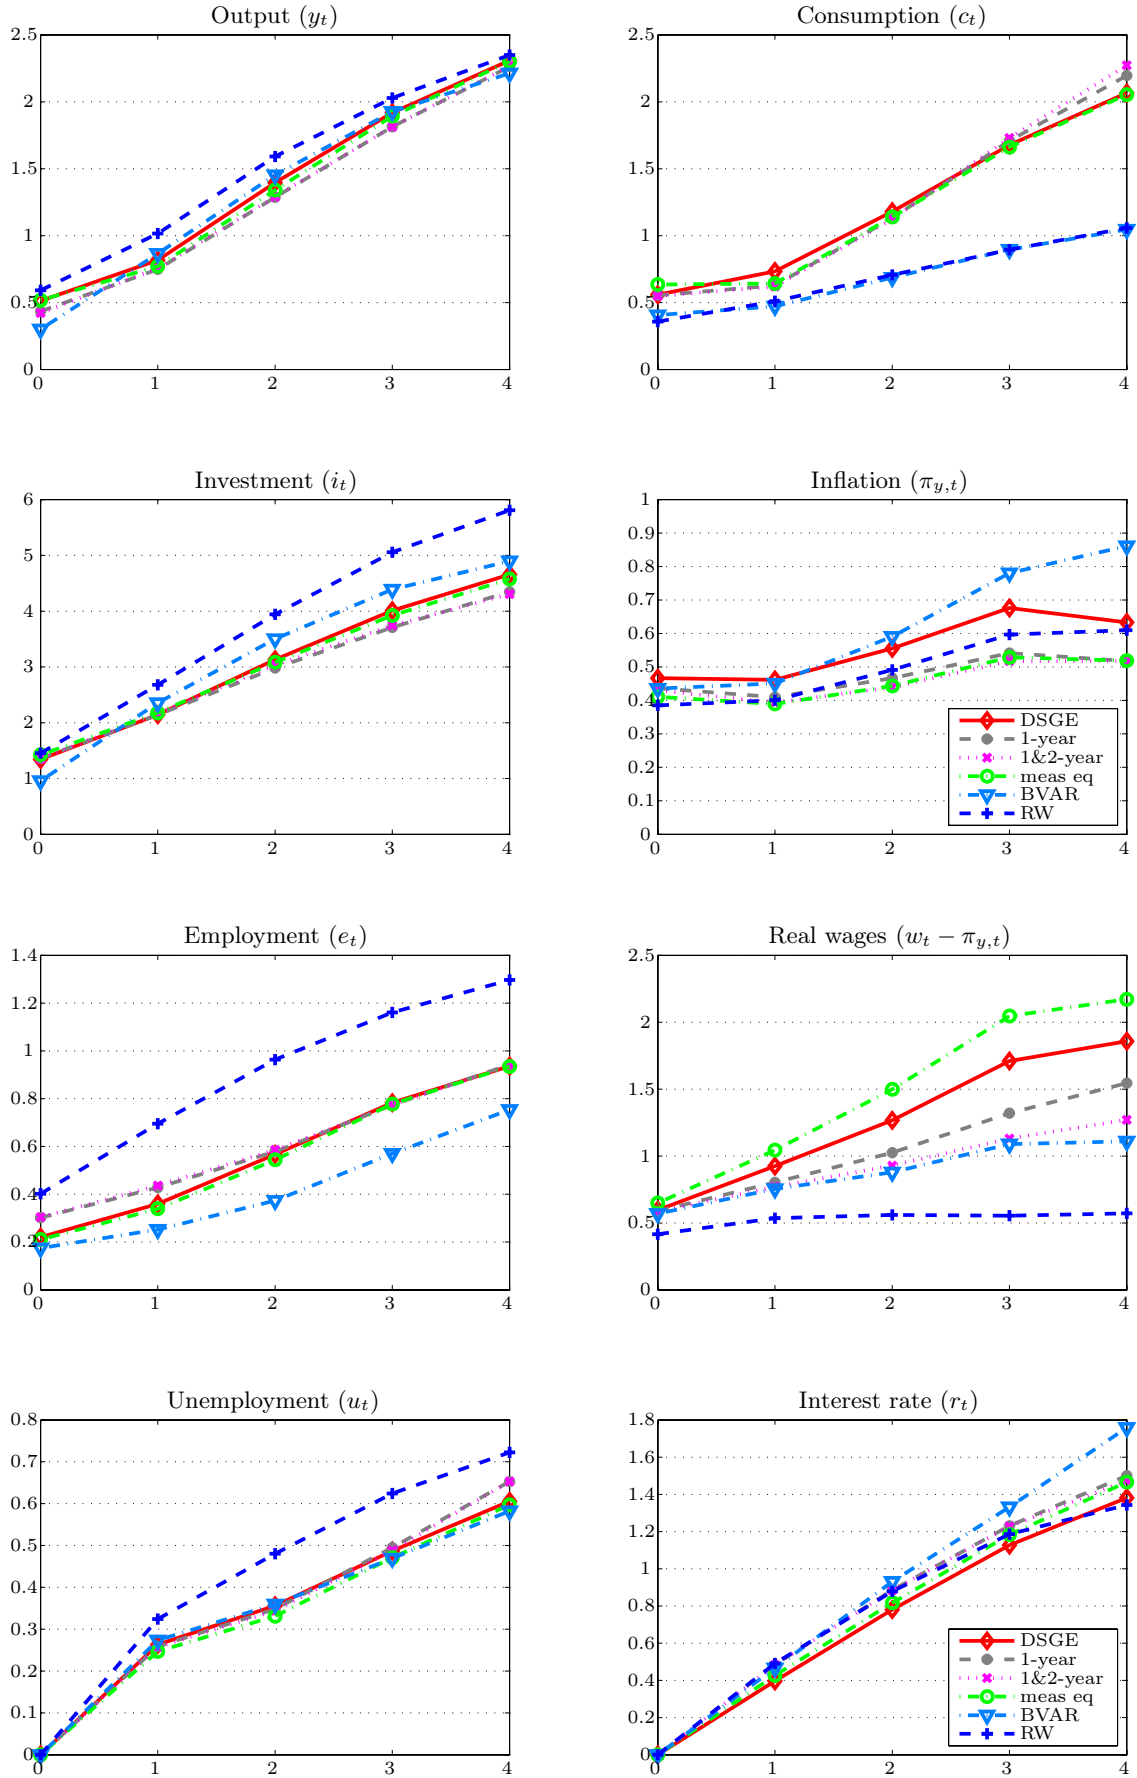 Output (y_t)
2.5
2
1.5
1
0.5
0
0 1 2 3 4
Consumption (c_t)
2.5
2
1.5
1
0.5
0
0 1 2 3 4
Investment (i_t)
6
5
4
3
2
1
0
0 1 2 3 4
Inflation (π_{y,t})
1
0.9
0.8
0.7
0.6
0.5
0.4
0.3
0.2
0.1
0
0 1 2 3 4
DSGE
1-year
1&2-year
meas eq
BVAR
RW
Employment (e_t)
1.4
1.2
1
0.8
0.6
0.4
0.2
0
0 1 2 3 4
Real wages (w_t − π_{y,t})
2.5
2
1.5
1
0.5
0
0 1 2 3 4
Unemployment (u_t)
0.8
0.7
0.6
0.5
0.4
0.3
0.2
0.1
0
0 1 2 3 4
Interest rate (r_t)
1.8
1.6
1.4
1.2
1
0.8
0.6
0.4
0.2
0
0 1 2 3 4
DSGE
1-year
1&2-year
meas eq
BVAR
RW